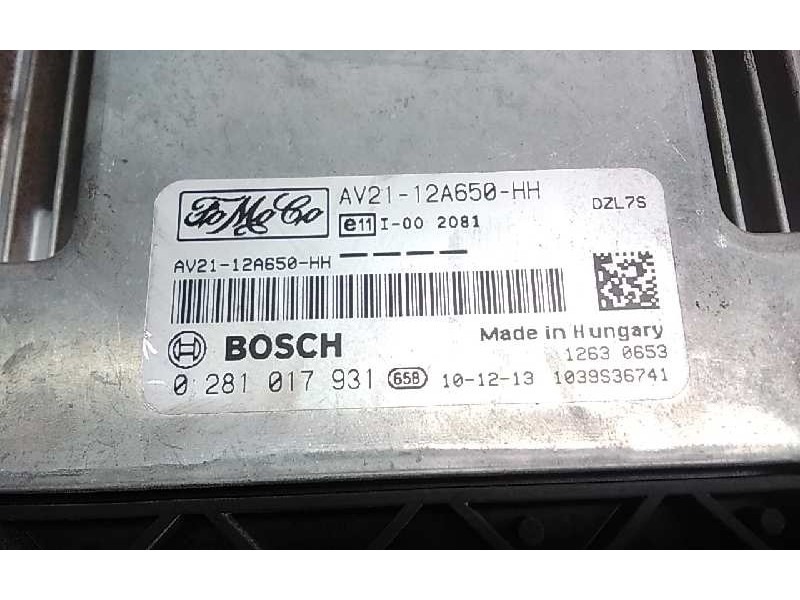 FoMoCo AV21-12A650-HH DZL7S
e11 I-00 2081
AV21-12A650-HH ----
BOSCH Made in Hungary
1263 0653
0 281 017 931 658 10-12-13 1039S36741